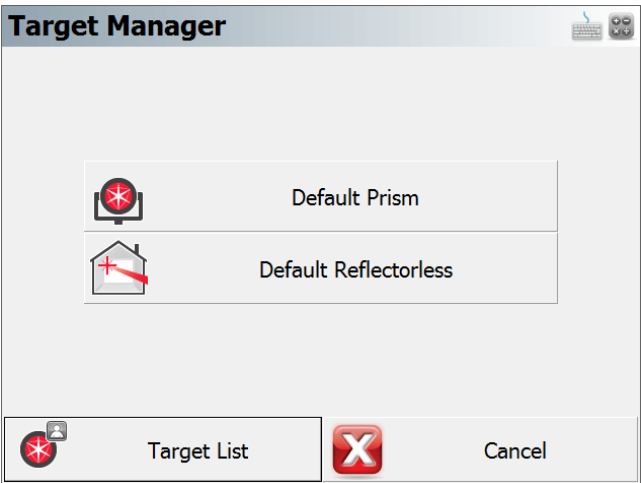 Target Manager
Default Prism
Default Reflectorless
Target List
Cancel